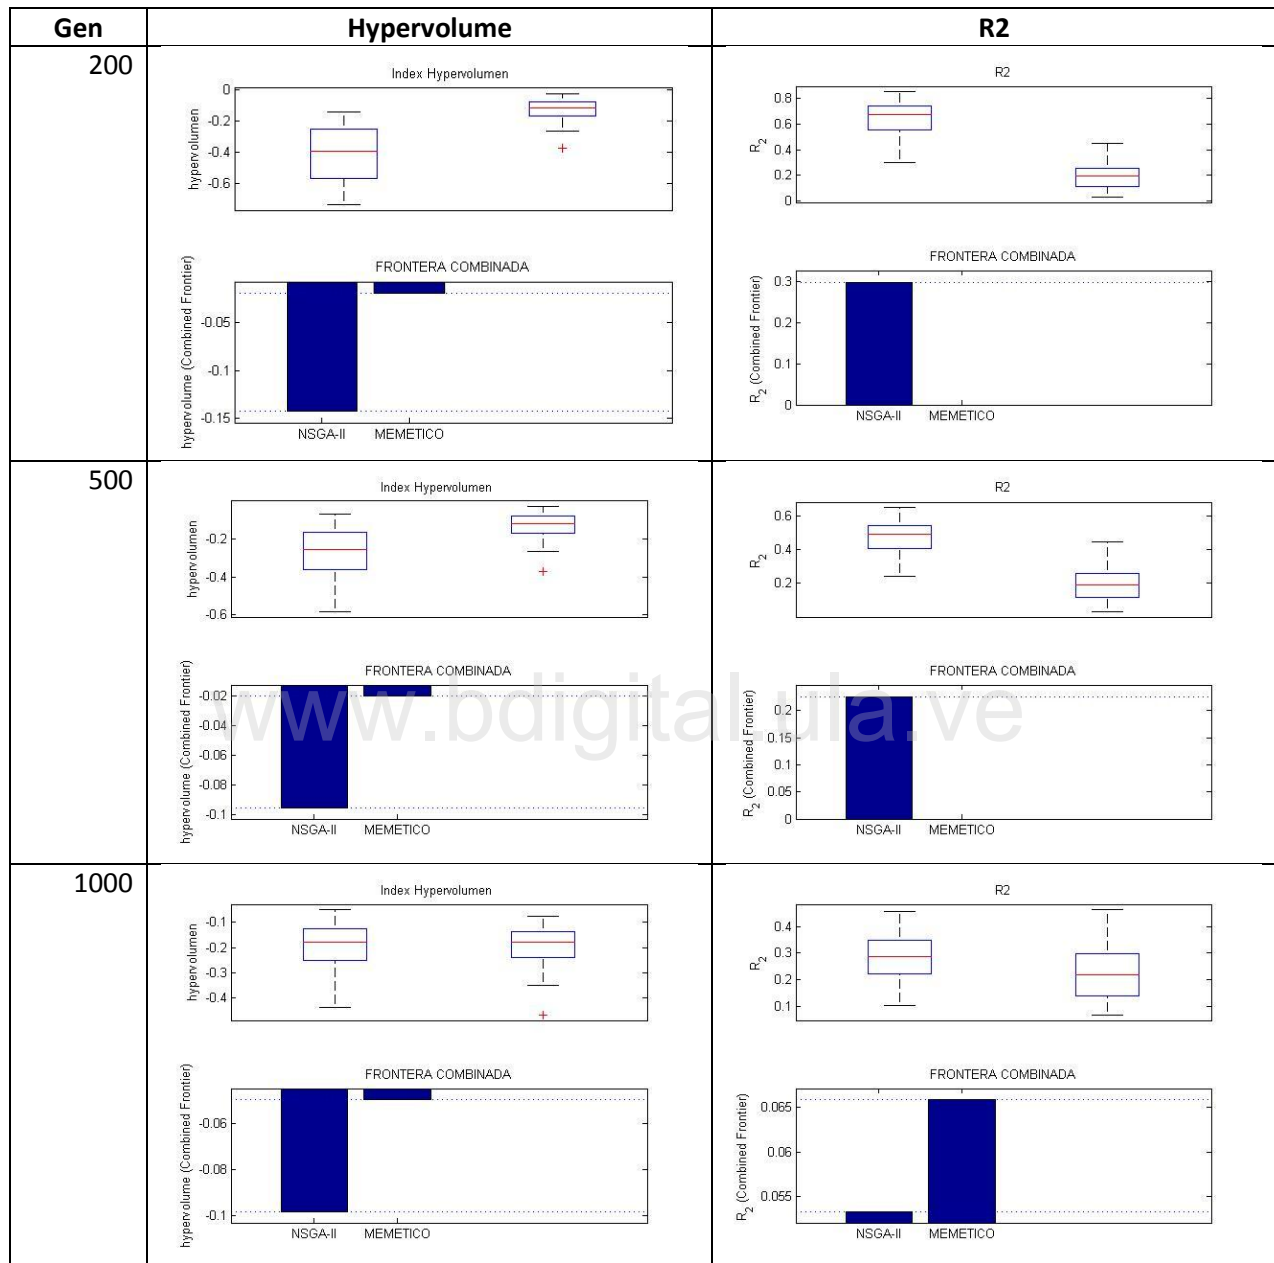 Gen Hypervolume R2
200
Index Hypervolumen
hypervolumen
0
-0.2
-0.4
-0.6
FRONTERA COMBINADA
hypervolume (Combined Frontier)
-0.05
-0.1
-0.15
NSGA-II MEMETICO
R2
R2
0.8
0.6
0.4
0.2
0
FRONTERA COMBINADA
R2 (Combined Frontier)
0.3
0.2
0.1
0
NSGA-II MEMETICO
500
Index Hypervolumen
hypervolumen
-0.2
-0.4
-0.6
FRONTERA COMBINADA
hypervolume (Combined Frontier)
-0.02
-0.04
-0.06
-0.08
-0.1
NSGA-II MEMETICO
R2
R2
0.6
0.4
0.2
FRONTERA COMBINADA
R2 (Combined Frontier)
0.2
0.15
0.1
0.05
0
NSGA-II MEMETICO
www.bdigital.ula.ve
1000
Index Hypervolumen
hypervolumen
-0.1
-0.2
-0.3
-0.4
FRONTERA COMBINADA
hypervolume (Combined Frontier)
-0.06
-0.08
-0.1
NSGA-II MEMETICO
R2
R2
0.4
0.3
0.2
0.1
FRONTERA COMBINADA
R2 (Combined Frontier)
0.065
0.06
0.055
NSGA-II MEMETICO